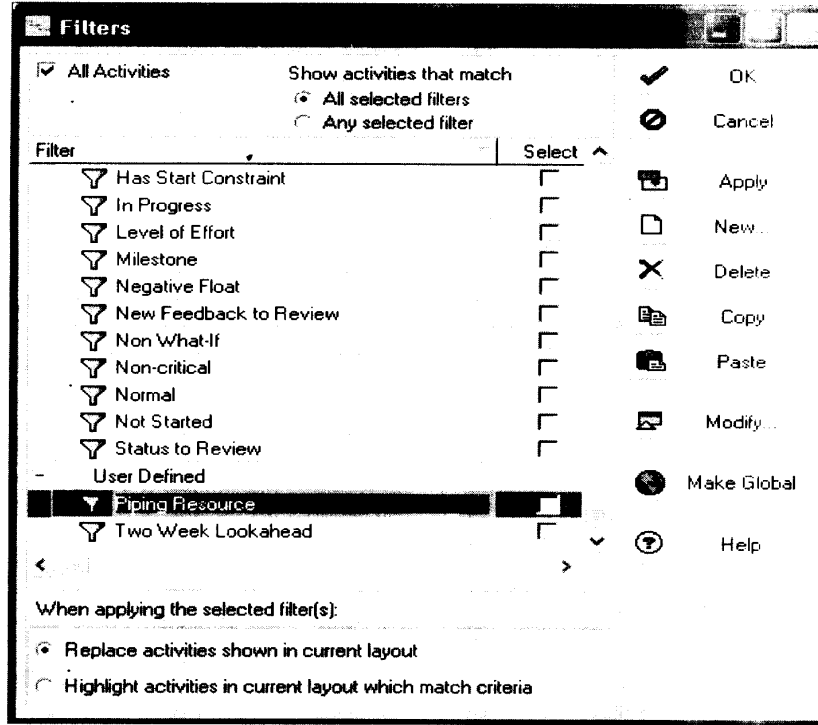 Filters
All Activities
Show activities that match
All selected filters
Any selected filter
Filter
Select
Has Start Constraint
In Progress
Level of Effort
Milestone
Negative Float
New Feedback to Review
Non What-If
Non-critical
Normal
Not Started
Status to Review
User Defined
Piping Resource
Two Week Lookahead
When applying the selected filter(s):
Replace activities shown in current layout
Highlight activities in current layout which match criteria
OK
Cancel
Apply
New...
Delete
Copy
Paste
Modify...
Make Global
Help